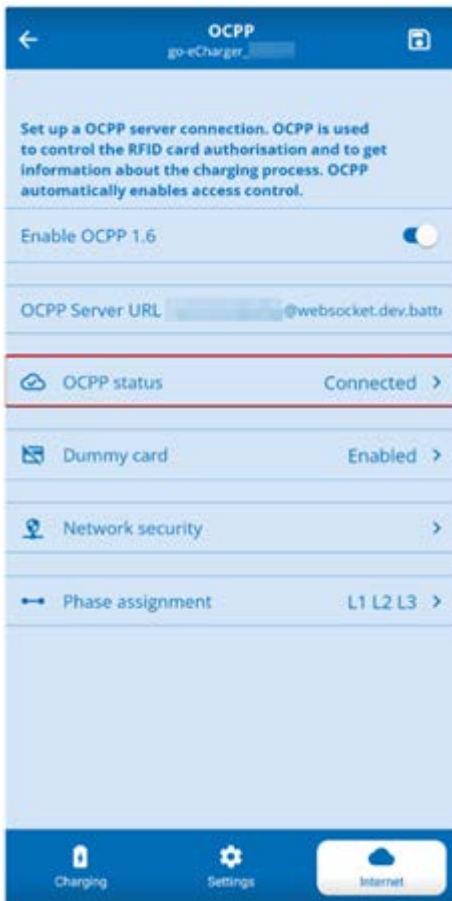 OCPP
go-eCharger_
Set up a OCPP server connection. OCPP is used
to control the RFID card authorisation and to get
information about the charging process. OCPP
automatically enables access control.
Enable OCPP 1.6
OCPP Server URL @websocket.dev.batte
OCPP status Connected >
Dummy card Enabled >
Network security >
Phase assignment L1 L2 L3 >
Charging Settings Internet